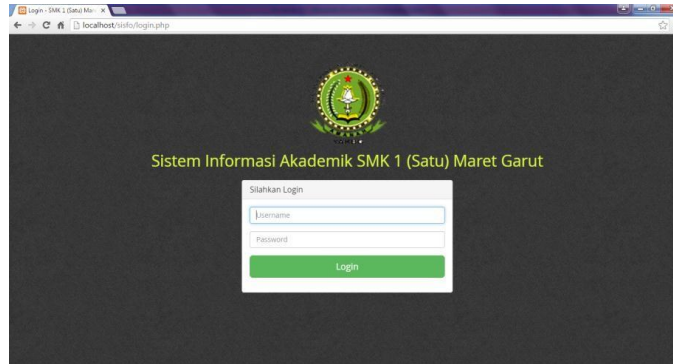 Login - SMK 1 (Satu) Mar
localhost/sisfo/login.php
Sistem Informasi Akademik SMK 1 (Satu) Maret Garut
Silahkan Login
Username
Password
Login